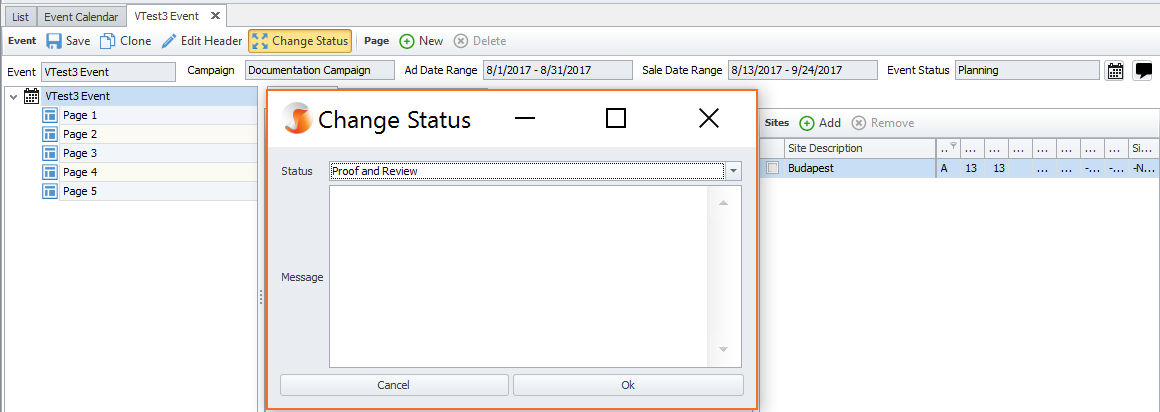 List Event Calendar VTest3 Event
Event Save Clone Edit Header Change Status Page New Delete
Event VTest3 Event Campaign Documentation Campaign Ad Date Range 8/1/2017 - 8/31/2017 Sale Date Range 8/13/2017 - 9/24/2017 Event Status Planning
VTest3 Event
Page 1
Page 2
Page 3
Page 4
Page 5
Change Status
Status Proof and Review
Message
Cancel Ok
Sites Add Remove
Site Description .. ... ... ... ... ... ... Si...
Budapest A 13 13 ... ... -... -... -N...